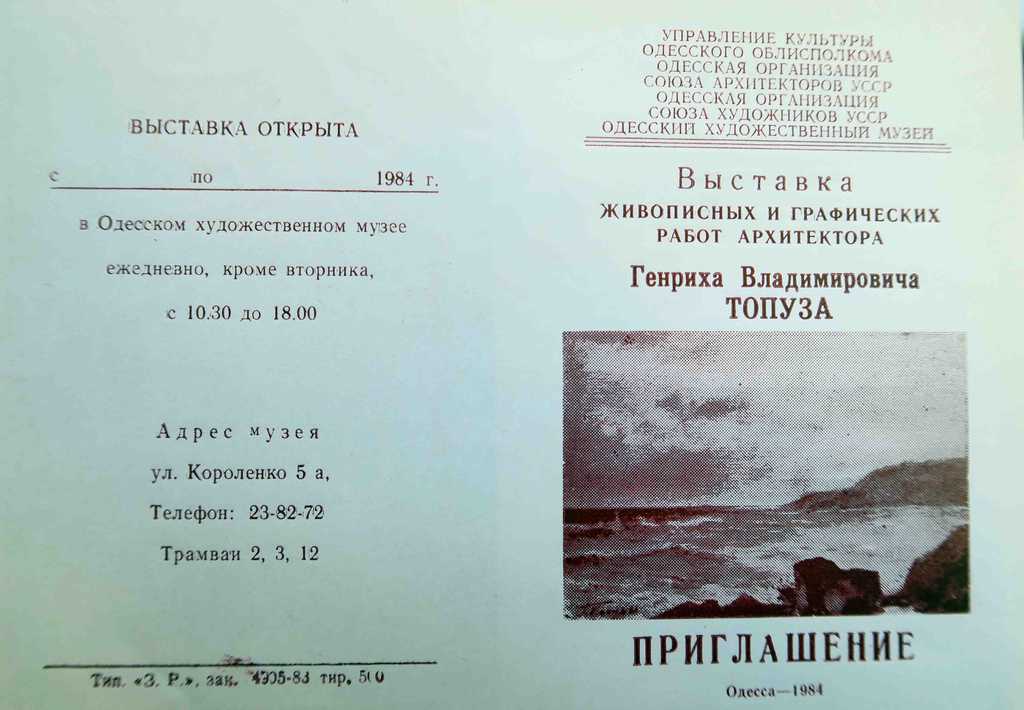 ВЫСТАВКА ОТКРЫТА
с по 1984 г.
в Одесском художественном музее
ежедневно, кроме вторника,
с 10.30 до 18.00
Адрес музея
ул. Короленко 5 а,
Телефон: 23-82-72
Трамваи 2, 3, 12
Тип. «З. Р.», зак. тир. 500
УПРАВЛЕНИЕ КУЛЬТУРЫ
ОДЕССКОГО ОБЛИСПОЛКОМА
ОДЕССКАЯ ОРГАНИЗАЦИЯ
СОЮЗА АРХИТЕКТОРОВ УССР
ОДЕССКАЯ ОРГАНИЗАЦИЯ
СОЮЗА ХУДОЖНИКОВ УССР
ОДЕССКИЙ ХУДОЖЕСТВЕННЫЙ МУЗЕЙ
Выставка
ЖИВОПИСНЫХ И ГРАФИЧЕСКИХ
РАБОТ АРХИТЕКТОРА
Генриха Владимировича
ТОПУЗА
ПРИГЛАШЕНИЕ
Одесса—1984